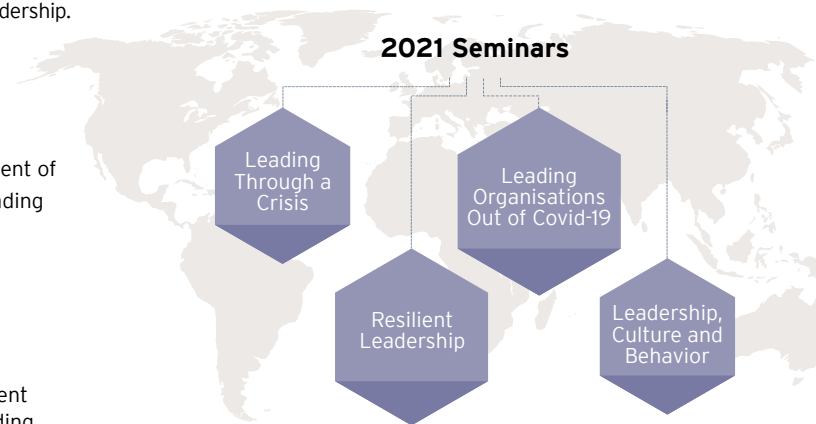 dership.
2021 Seminars
Leading
Through a
Crisis
Leading
Organisations
Out of Covid-19
ent of
ding
Resilient
Leadership
Leadership,
Culture and
Behavior
ent
ding